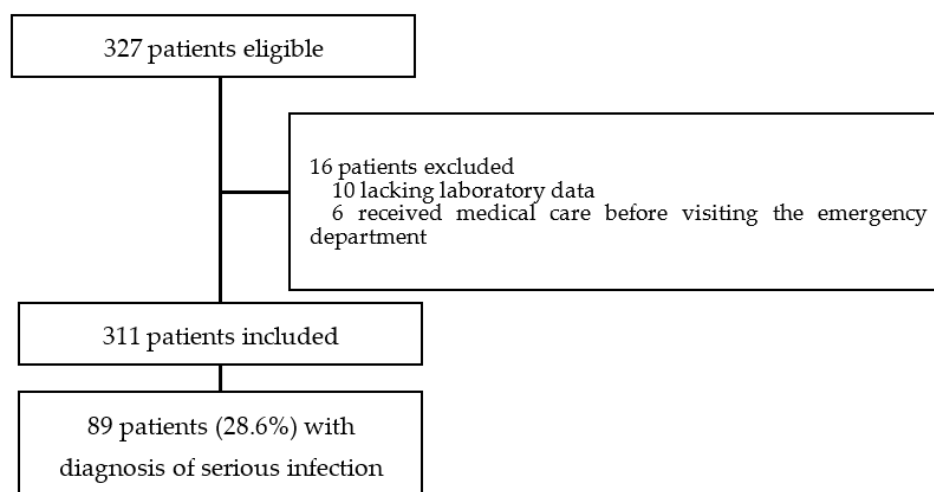 327 patients eligible
16 patients excluded
10 lacking laboratory data
6 received medical care before visiting the emergency
department
311 patients included
89 patients (28.6%) with
diagnosis of serious infection